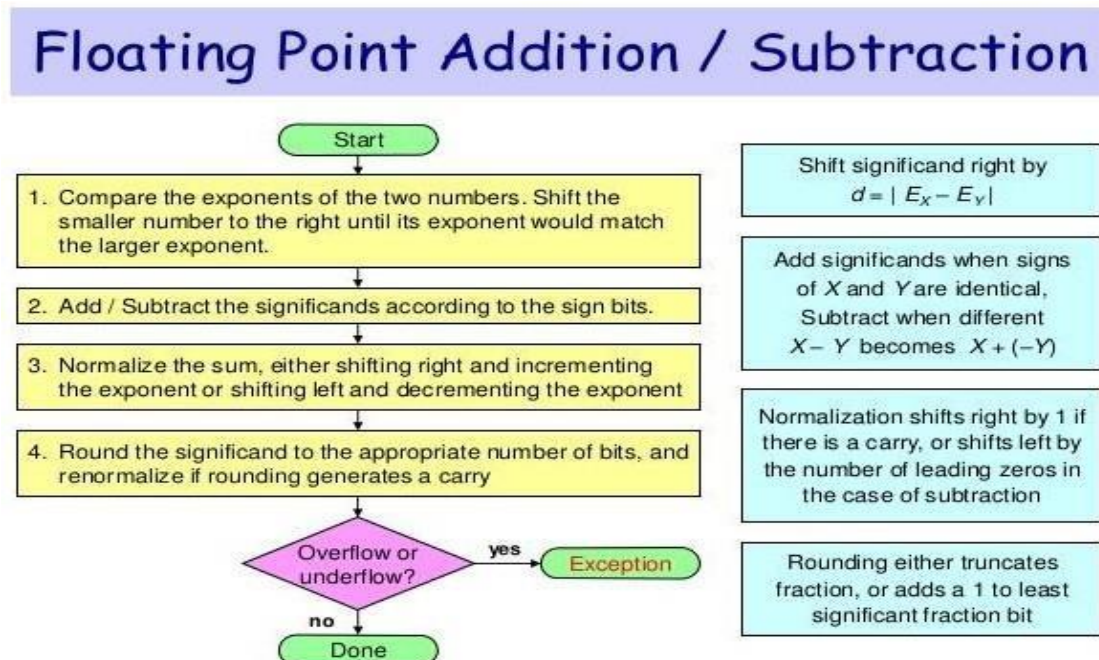 Floating Point Addition / Subtraction
Start
1. Compare the exponents of the two numbers. Shift the
smaller number to the right until its exponent would match
the larger exponent.
2. Add / Subtract the significands according to the sign bits.
3. Normalize the sum, either shifting right and incrementing
the exponent or shifting left and decrementing the exponent
4. Round the significand to the appropriate number of bits, and
renormalize if rounding generates a carry
Overflow or
underflow?
yes
Exception
no
Done
Shift significand right by
d = | E_X – E_Y |
Add significands when signs
of X and Y are identical,
Subtract when different
X – Y becomes X + (–Y)
Normalization shifts right by 1 if
there is a carry, or shifts left by
the number of leading zeros in
the case of subtraction
Rounding either truncates
fraction, or adds a 1 to least
significant fraction bit